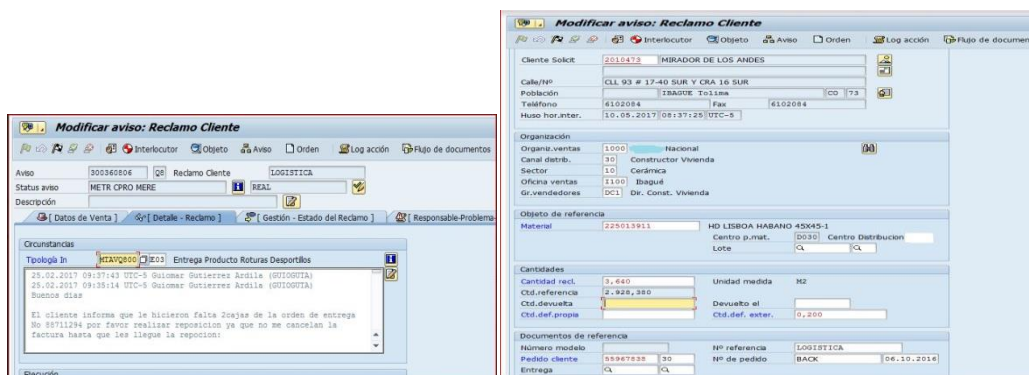 Modificar aviso: Reclamo Cliente
Interlocutor Objeto Aviso Orden Log acción Flujo de documentos
Aviso 300360806 Q8 Reclamo Cliente LOGISTICA
Status aviso METR CPRO MERE REAL
Descripción
[ Datos de Venta ] [ Detalle - Reclamo ] [ Gestión - Estado del Reclamo ] [ Responsable-Problema-
Circunstancias
Tipología In MTAVQ800 E03 Entrega Producto Roturas Desportillos
25.02.2017 09:37:43 UTC-5 Guiomar Gutierrez Ardila (GUIOGUTA)
25.02.2017 09:35:14 UTC-5 Guiomar Gutierrez Ardila (GUIOGUTA)
Buenos dias
El cliente informa que le hicieron falta 2cajas de la orden de entrega
No 88711294 por favor realizar reposicion ya que no me cancelan la
factura hasta que les llegue la repocion:
Ejecución
Modificar aviso: Reclamo Cliente
Interlocutor Objeto Aviso Orden Log acción Flujo de documen
Cliente Solicit 2010473 MIRADOR DE LOS ANDES
Calle/Nº CLL 93 # 17-40 SUR Y CRA 16 SUR
Población IBAGUE Tolima CO 73
Teléfono 6102084 Fax 6102084
Huso hor.inter. 10.05.2017 08:37:25 UTC-5
Organización
Organiz.ventas 1000 Nacional
Canal distrib. 30 Constructor Vivienda
Sector 10 Cerámica
Oficina ventas I100 Ibagué
Gr.vendedores DC1 Dir. Const. Vivienda
Objeto de referencia
Material 225013911 HD LISBOA HABANO 45X45-1
Centro p.mat. D030 Centro Distribucion
Lote
Cantidades
Cantidad recl. 3,640 Unidad medida M2
Ctd.referencia 2.928,380
Ctd.devuelta Devuelto el
Ctd.def.propia Ctd.def. exter. 0,200
Documentos de referencia
Número modelo Nº referencia LOGISTICA
Pedido cliente 55967838 30 Nº de pedido BACK 06.10.2016
Entrega